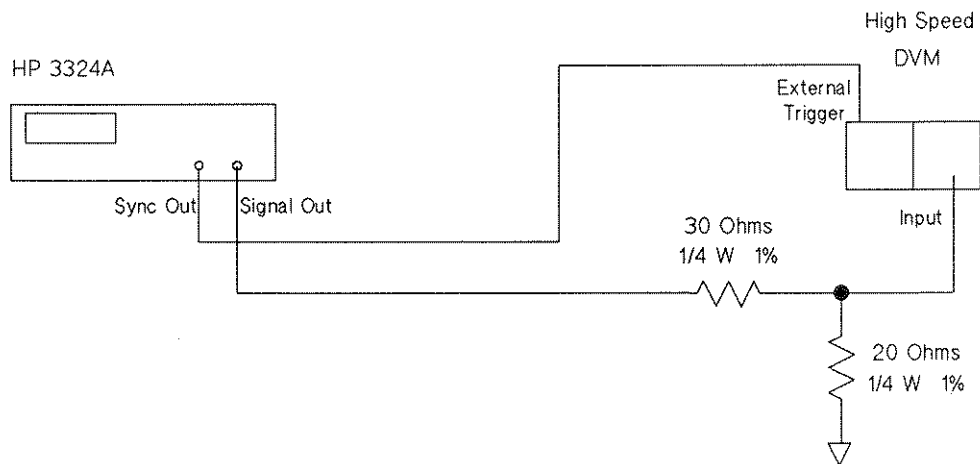 High Speed
DVM
HP 3324A
External
Trigger
Sync Out
Signal Out
Input
30 Ohms
1/4 W 1%
20 Ohms
1/4 W 1%